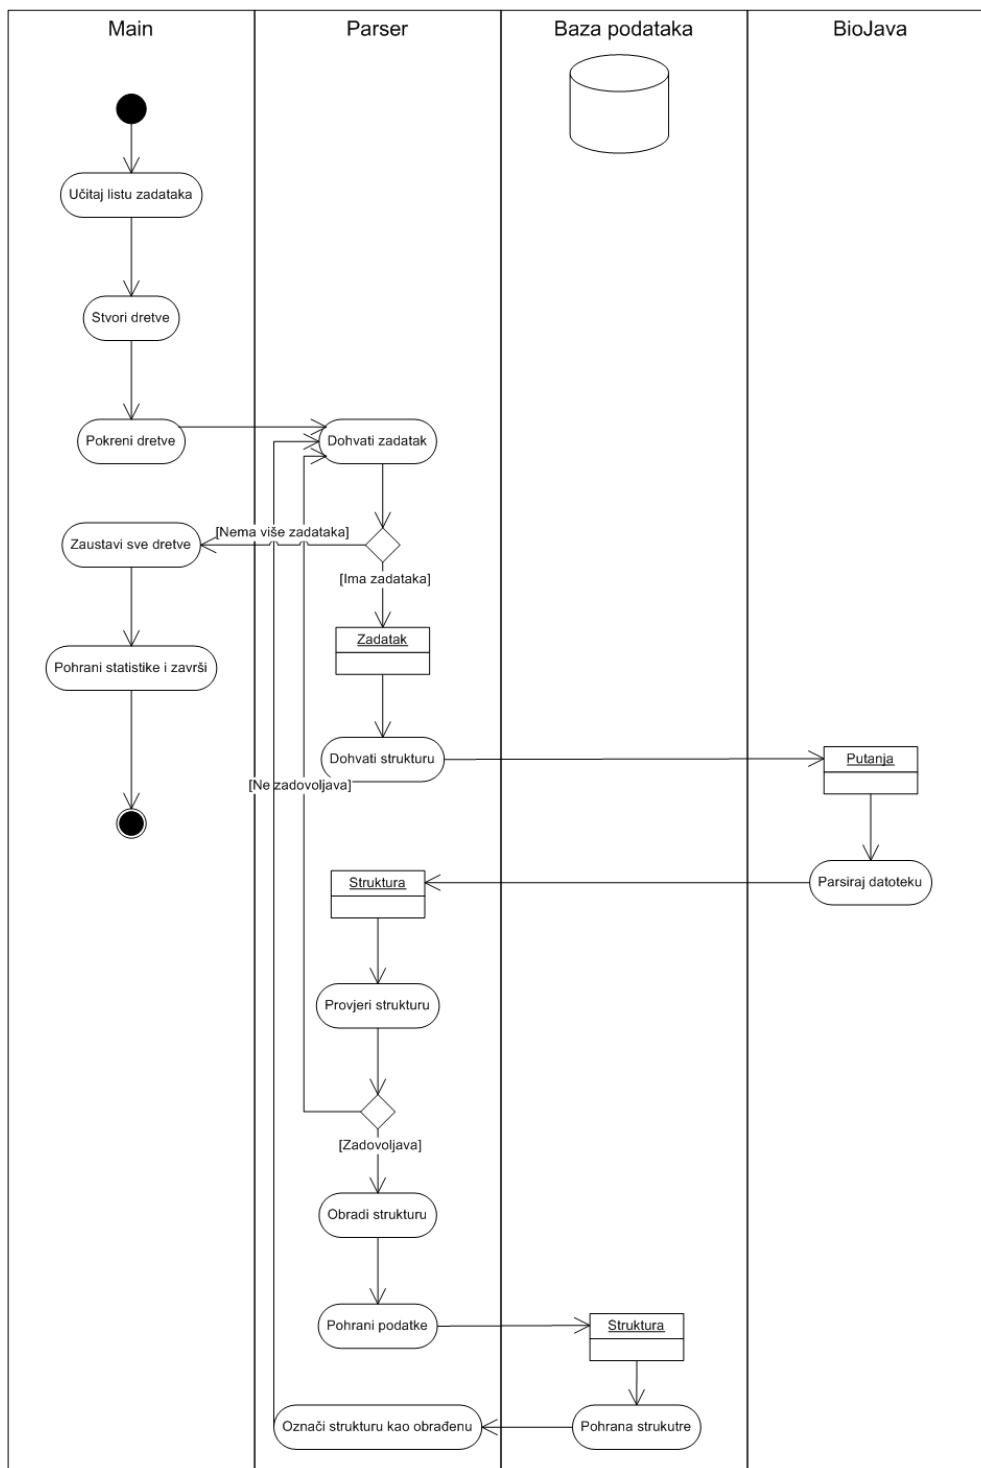 Main
Parser
Baza podataka
BioJava
Učitaj listu zadataka
Stvori dretve
Pokreni dretve
Dohvati zadatak
[Nema više zadataka]
Zaustavi sve dretve
[Ima zadataka]
Zadatak
Pohrani statistike i završi
Dohvati strukturu
Putanja
[Ne zadovoljava]
Struktura
Parsiraj datoteku
Provjeri strukturu
[Zadovoljava]
Obradi strukturu
Pohrani podatke
Struktura
Označi strukturu kao obrađenu
Pohrana strukutre